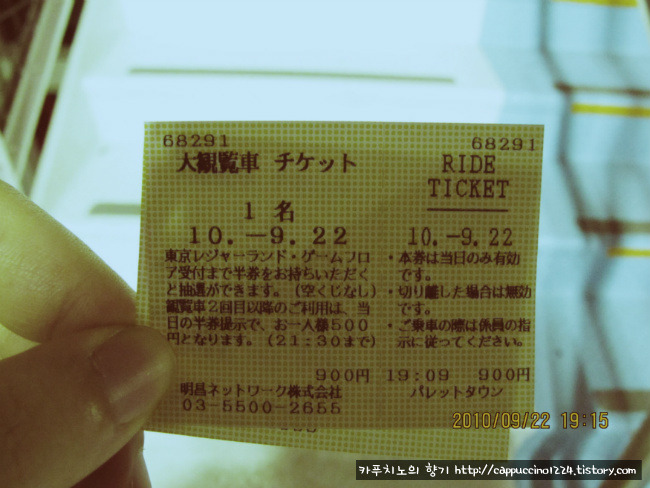 68291
大観覧車 チケット
1 名
10.-9.22
東京レジャーランド・ゲームフロ
ア受付まで半券をお持ちいただく
と抽選ができます。(空くじなし)
観覧車2回目以降のご利用は、当
日の半券提示で、お一人様500
円となります。(21:30まで)
900円
明昌ネットワーク株式会社
03-5500-2655
68291
RIDE
TICKET
10.-9.22
・本券は当日のみ有効
です。
・切り離した場合は無効
です。
・ご乗車の際は係員の指
示に従ってください。
19:09 900円
パレットタウン
2010/09/22 19:15
카푸치노의 향기 http://cappuccino1224.tistory.com